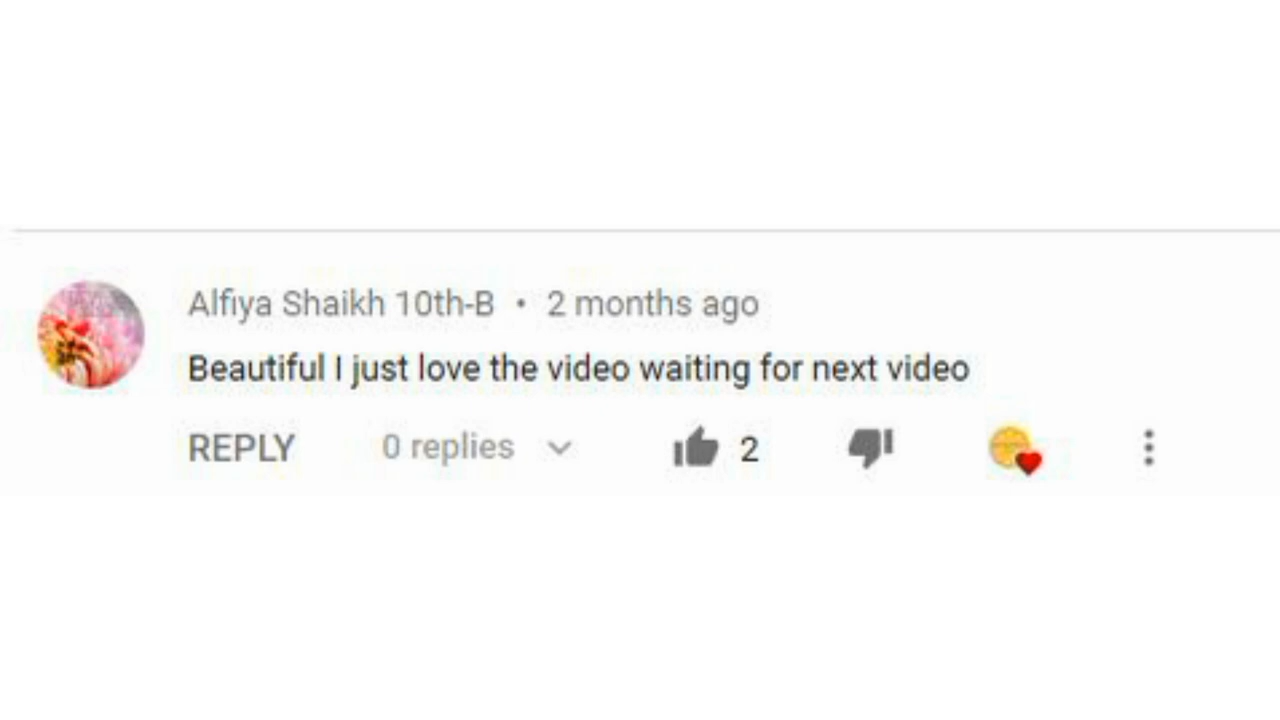 Alfiya Shaikh 10th-B • 2 months ago
Beautiful I just love the video waiting for next video
REPLY 0 replies 2